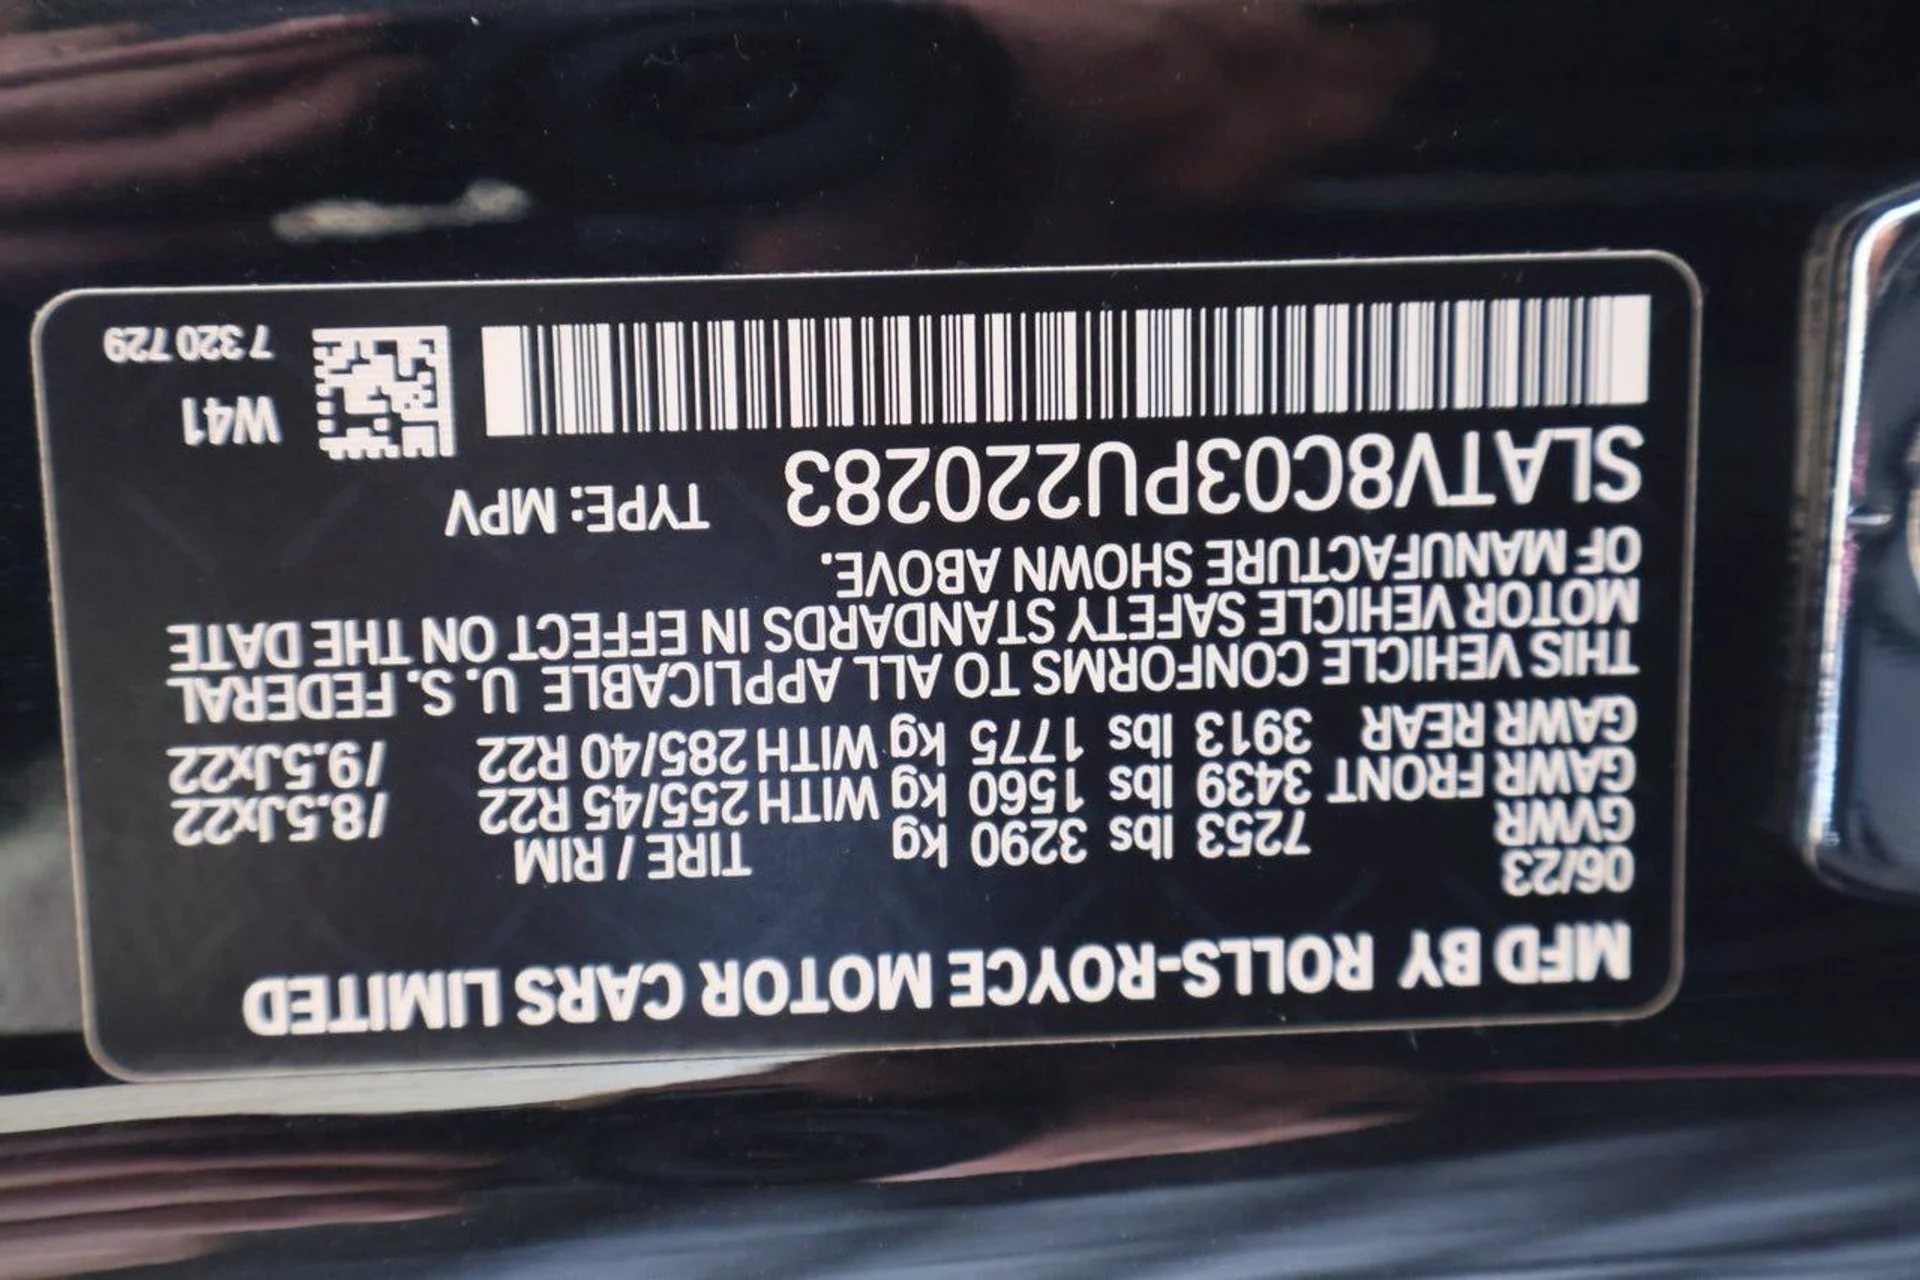 MFD BY ROLLS-ROYCE MOTOR CARS LIMITED
06/23
GVWR 7253 lbs 3290 kg TIRE / RIM
GAWR FRONT 3439 lbs 1560 kg WITH 255/45 R22 /8.5Jx22
GAWR REAR 3913 lbs 1775 kg WITH 285/40 R22 /9.5Jx22
THIS VEHICLE CONFORMS TO ALL APPLICABLE U. S. FEDERAL
MOTOR VEHICLE SAFETY STANDARDS IN EFFECT ON THE DATE
OF MANUFACTURE SHOWN ABOVE.
SLATV8C03PU220283 TYPE: MPV
W41
7 320 729